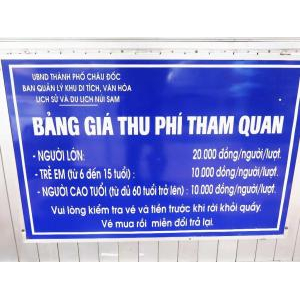 UBND THÀNH PHỐ CHÂU ĐỐC
BAN QUẢN LÝ KHU DI TÍCH, VĂN HÓA
LỊCH SỬ VÀ DU LỊCH NÚI SAM
BẢNG GIÁ THU PHÍ THAM QUAN
- NGƯỜI LỚN: 20.000 đồng/người/lượt.
- TRẺ EM (từ 6 đến 15 tuổi) : 10.000 đồng/người/lượt.
- NGƯỜI CAO TUỔI (từ đủ 60 tuổi trở lên) : 10.000 đồng/người/lượt.
Vui lòng kiểm tra vé và tiền trước khi rời khỏi quầy.
Vé mua rồi miễn đổi trả lại.